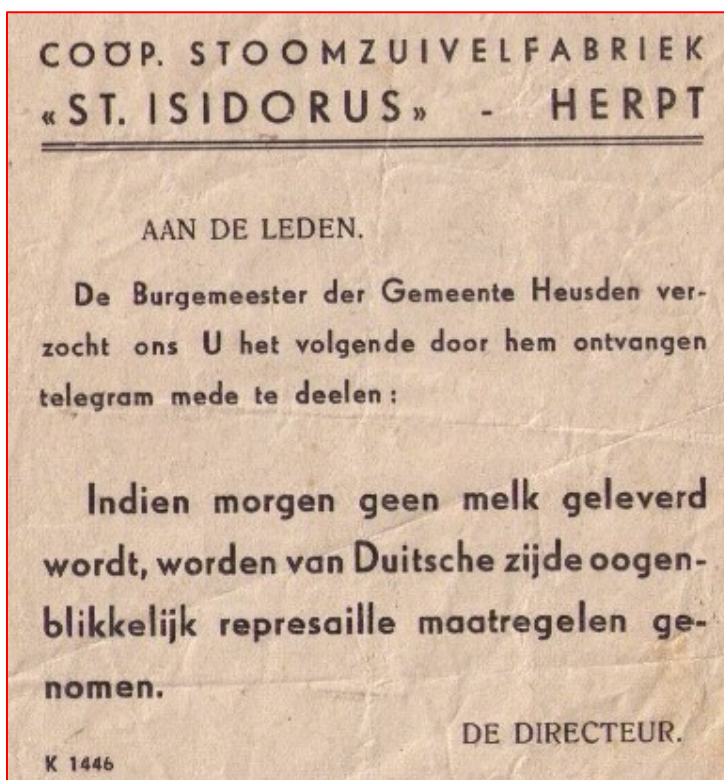 COÖP. STOOMZUIVELFABRIEK
«ST. ISIDORUS» - HERPT
AAN DE LEDEN.
De Burgemeester der Gemeente Heusden ver-
zocht ons U het volgende door hem ontvangen
telegram mede te deelen :
Indien morgen geen melk geleverd
wordt, worden van Duitsche zijde oogen-
blikkelijk represaille maatregelen ge-
nomen.
DE DIRECTEUR.
K 1446